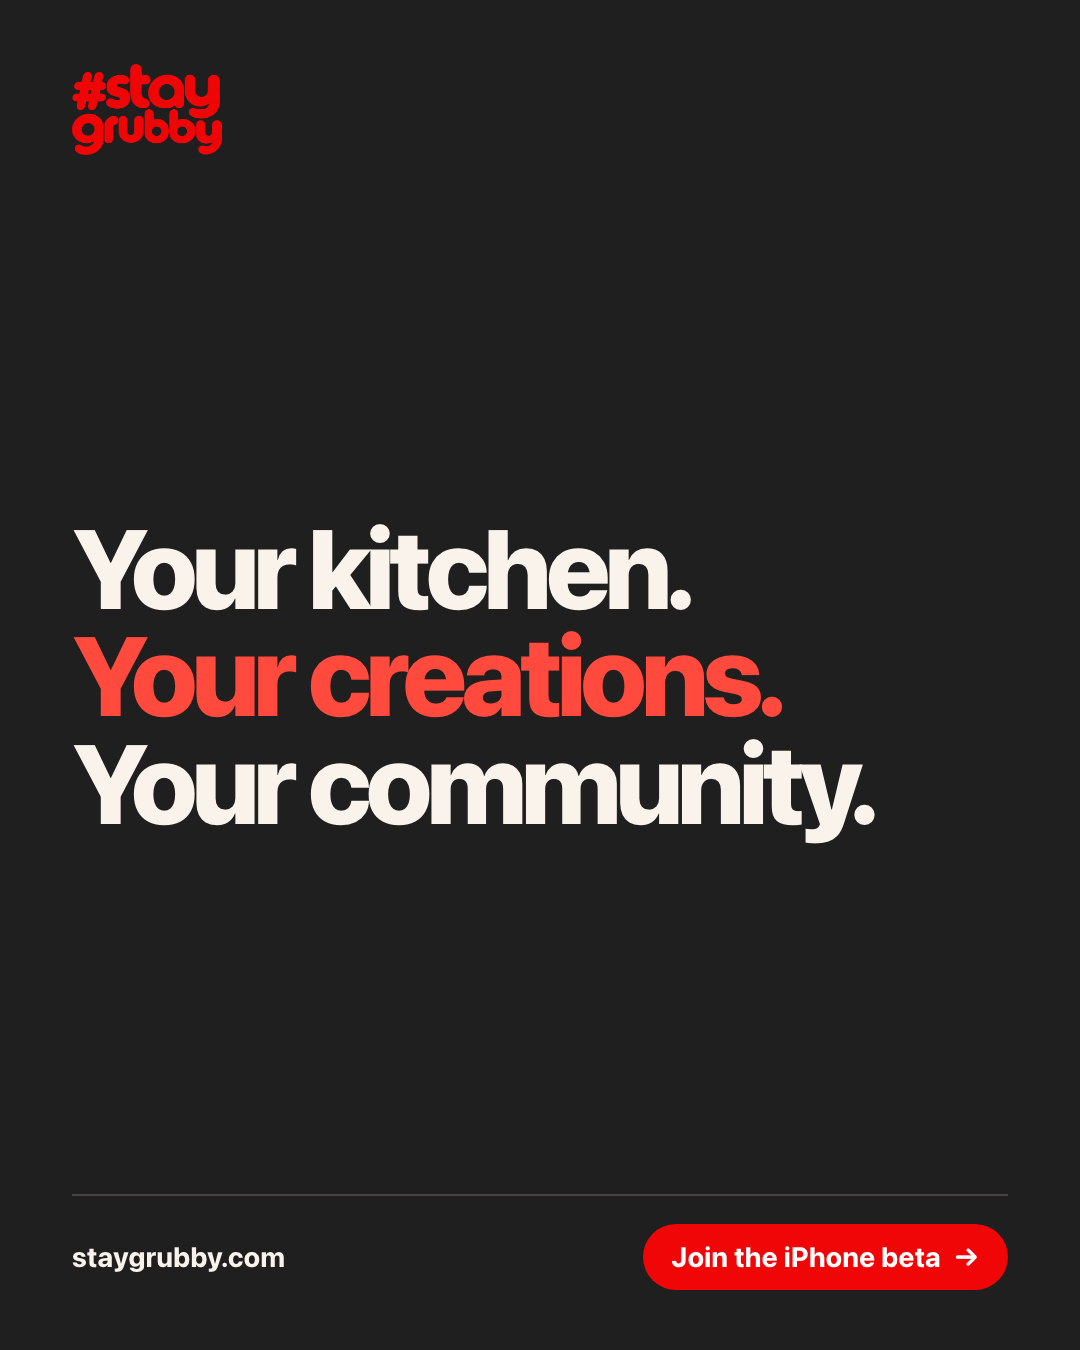 #stay
grubby
Your kitchen.
Your creations.
Your community.
staygrubby.com
Join the iPhone beta →